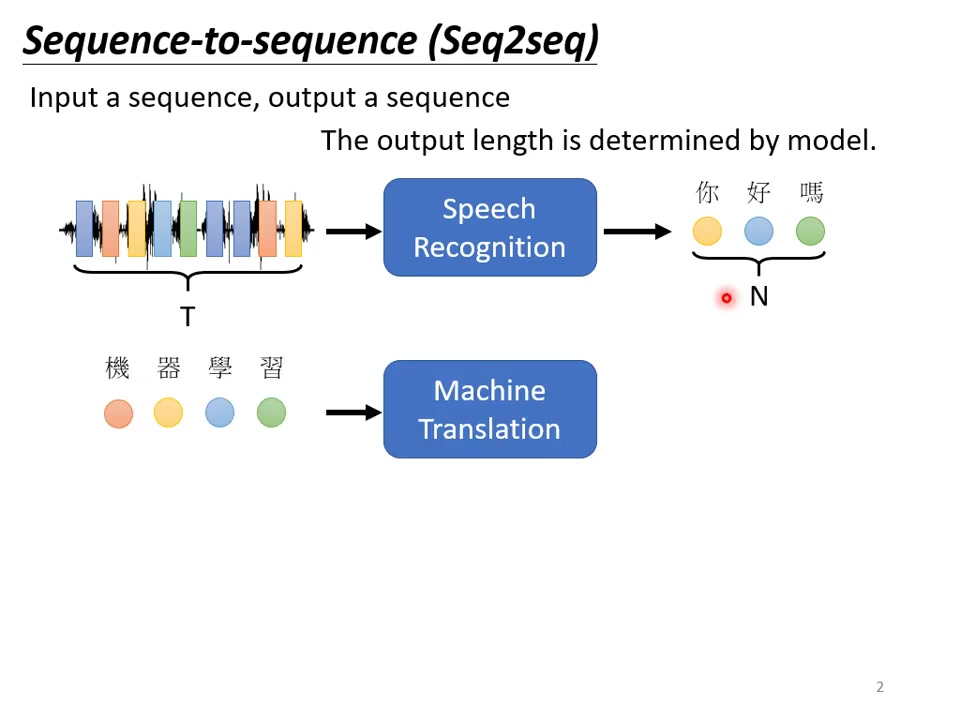 Sequence-to-sequence (Seq2seq)
Input a sequence, output a sequence
The output length is determined by model.
Speech
Recognition
你 好 嗎
T
N
機 器 學 習
Machine
Translation
2